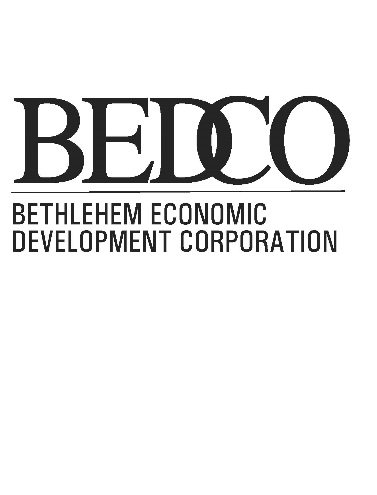 BEDCO
BETHLEHEM ECONOMIC
DEVELOPMENT CORPORATION